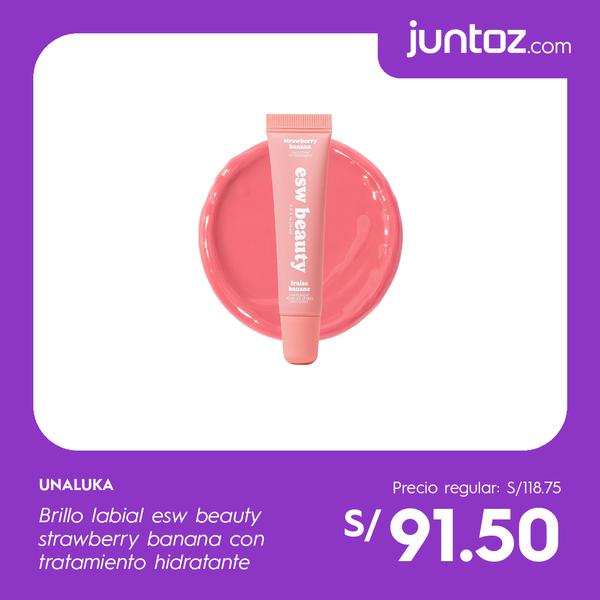 juntoz.com
strawberry
banana
esw beauty
fraise
banane
UNALUKA
Brillo labial esw beauty
strawberry banana con
tratamiento hidratante
Precio regular: S/118.75
S/91.50